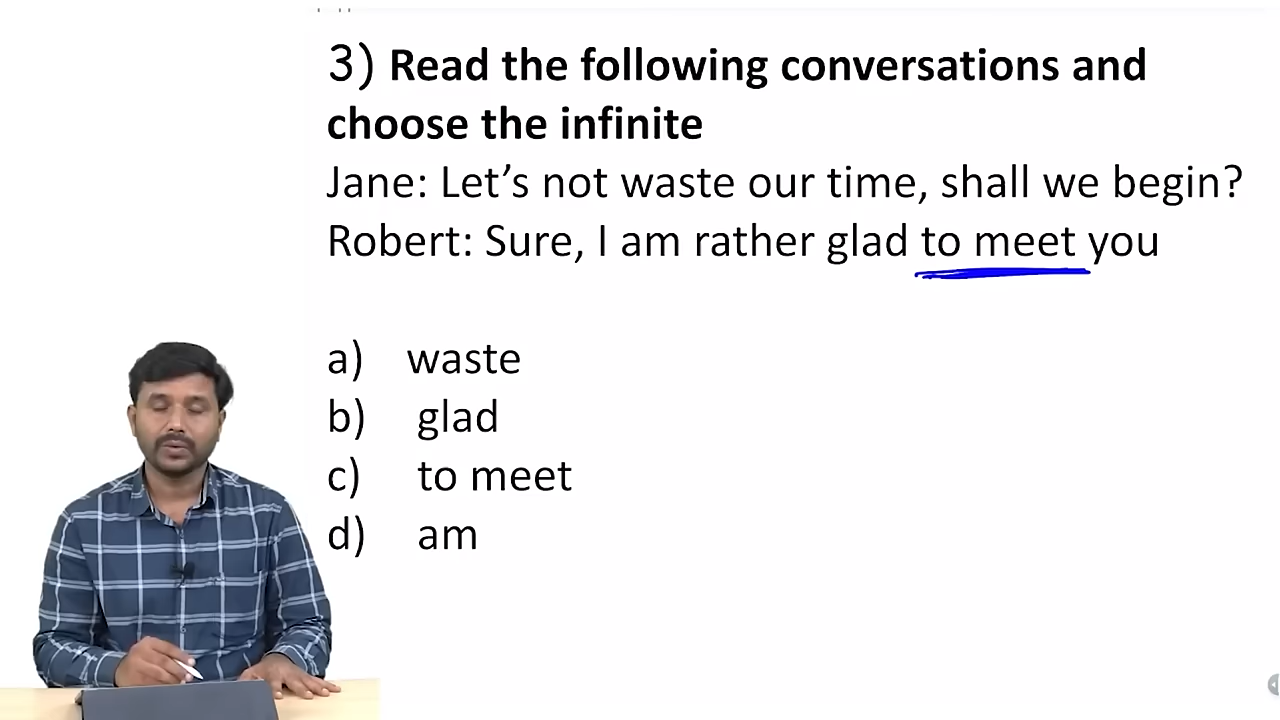 3) Read the following conversations and
choose the infinite
Jane: Let’s not waste our time, shall we begin?
Robert: Sure, I am rather glad to meet you
a) waste
b) glad
c) to meet
d) am